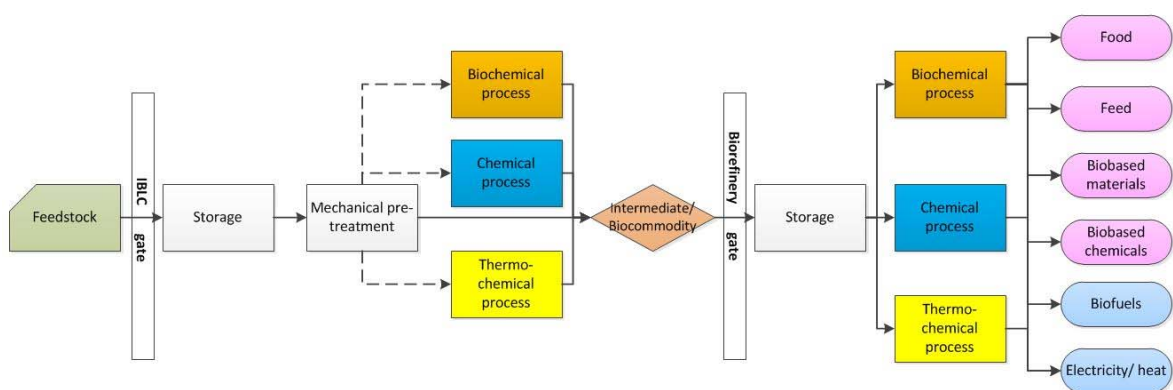 Feedstock
IBLC
gate
Storage
Mechanical pre-
treatment
Biochemical
process
Chemical
process
Thermo-
chemical
process
Intermediate/
Biocommodity
Biorefinery
gate
Storage
Biochemical
process
Chemical
process
Thermo-
chemical
process
Food
Feed
Biobased
materials
Biobased
chemicals
Biofuels
Electricity/ heat